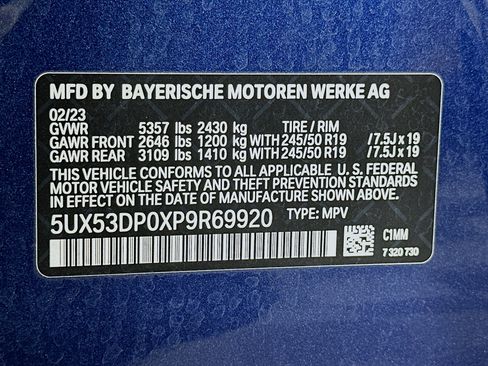 MFD BY BAYERISCHE MOTOREN WERKE AG
02/23
GVWR 5357 lbs 2430 kg TIRE / RIM
GAWR FRONT 2646 lbs 1200 kg WITH 245/50 R19 / 7.5J x 19
GAWR REAR 3109 lbs 1410 kg WITH 245/50 R19 / 7.5J x 19
THIS VEHICLE CONFORMS TO ALL APPLICABLE U. S. FEDERAL
MOTOR VEHICLE SAFETY, BUMPER, AND THEFT PREVENTION
STANDARDS IN EFFECT ON THE DATE OF MANUFACTURE SHOWN ABOVE.
5UX53DP0XP9R69920 TYPE: MPV
C1MM
7 320 730